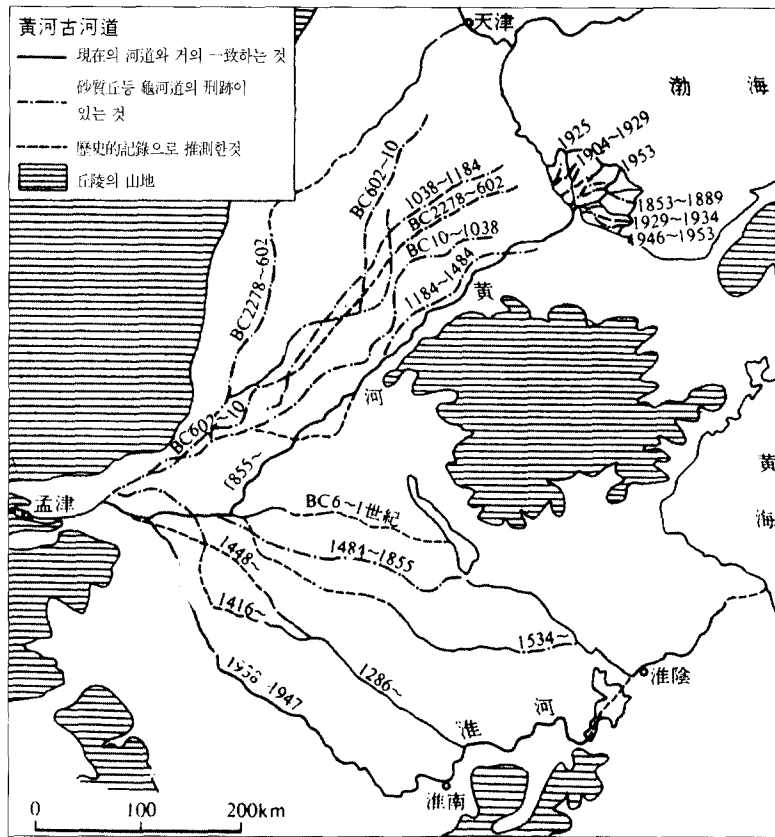 黃河古河道
現在의 河道와 거의 一致하는 것
砂質丘등 龜河道의 刑跡이
있는 것
歷史的記錄으로 推測한것
丘陵의 山地
天津
渤海
1925
1904~1929
1953
1853~1889
1929~1934
1946~1953
BC602~10
1038~1184
BC2278~602
BC10~1038
1184~1484
BC2278~602
黄
河
BC602~10
1855~
孟津
BC6~1世紀
黄
海
1448~
1484~1855
1416~
1534~
1286~
淮陰
1938~1947
淮
河
淮南
0 100 200km